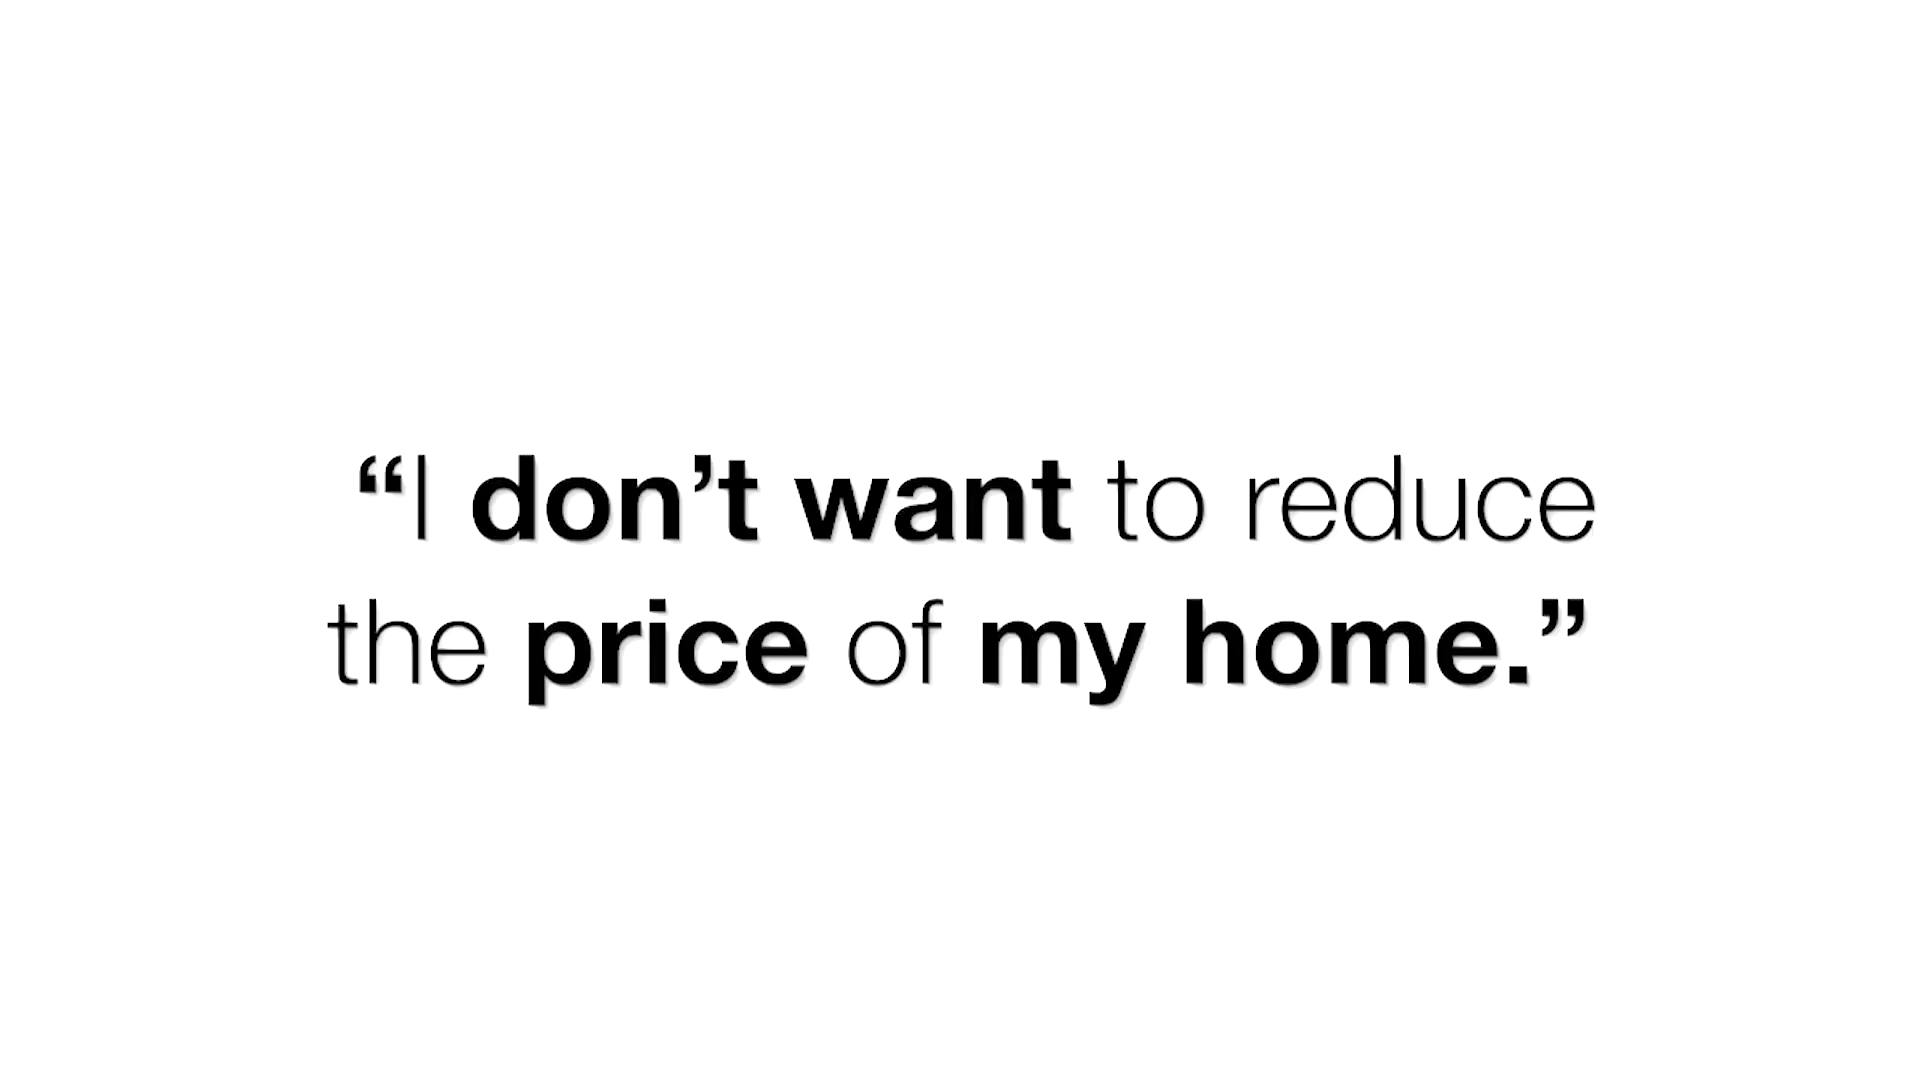 “I don’t want to reduce
the price of my home.”